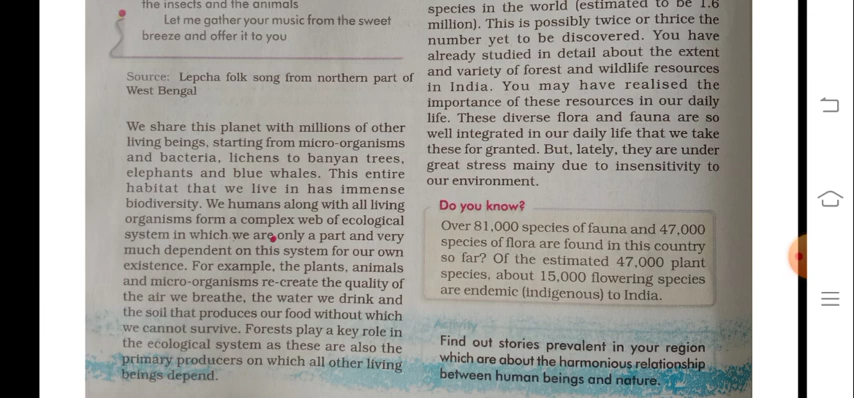 the insects and the animals
Let me gather your music from the sweet
breeze and offer it to you
Source: Lepcha folk song from northern part of
West Bengal
We share this planet with millions of other
living beings, starting from micro-organisms
and bacteria, lichens to banyan trees,
elephants and blue whales. This entire
habitat that we live in has immense
biodiversity. We humans along with all living
organisms form a complex web of ecological
system in which we are only a part and very
much dependent on this system for our own
existence. For example, the plants, animals
and micro-organisms re-create the quality of
the air we breathe, the water we drink and
the soil that produces our food without which
we cannot survive. Forests play a key role in
the ecological system as these are also the
primary producers on which all other living
beings depend.
species in the world (estimated to be 1.6
million). This is possibly twice or thrice the
number yet to be discovered. You have
already studied in detail about the extent
and variety of forest and wildlife resources
in India. You may have realised the
importance of these resources in our daily
life. These diverse flora and fauna are so
well integrated in our daily life that we take
these for granted. But, lately, they are under
great stress mainy due to insensitivity to
our environment.
Do you know?
Over 81,000 species of fauna and 47,000
species of flora are found in this country
so far? Of the estimated 47,000 plant
species, about 15,000 flowering species
are endemic (indigenous) to India.
Activity
Find out stories prevalent in your region
which are about the harmonious relationship
between human beings and nature.